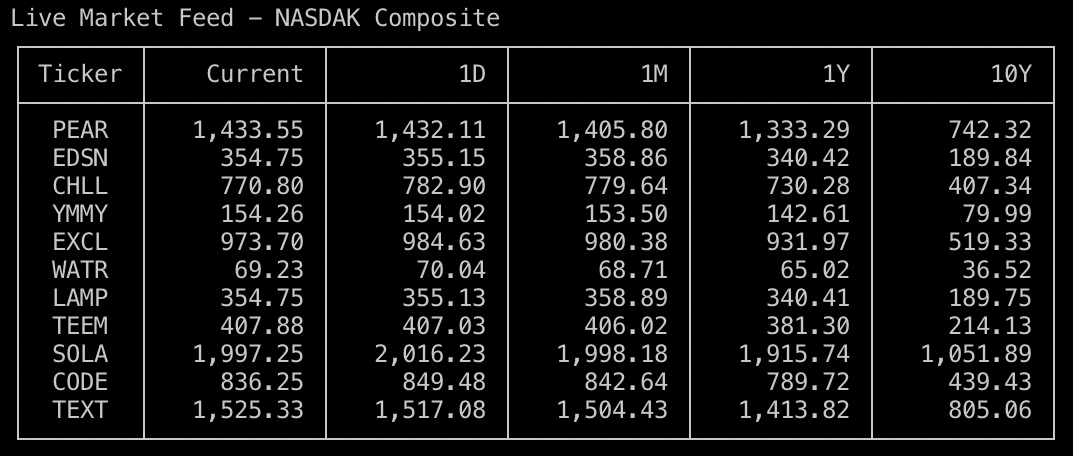 Live Market Feed – NASDAK Composite
Ticker Current 1D 1M 1Y 10Y
PEAR 1,433.55 1,432.11 1,405.80 1,333.29 742.32
EDSN 354.75 355.15 358.86 340.42 189.84
CHLL 770.80 782.90 779.64 730.28 407.34
YMMY 154.26 154.02 153.50 142.61 79.99
EXCL 973.70 984.63 980.38 931.97 519.33
WATR 69.23 70.04 68.71 65.02 36.52
LAMP 354.75 355.13 358.89 340.41 189.75
TEEM 407.88 407.03 406.02 381.30 214.13
SOLA 1,997.25 2,016.23 1,998.18 1,915.74 1,051.89
CODE 836.25 849.48 842.64 789.72 439.43
TEXT 1,525.33 1,517.08 1,504.43 1,413.82 805.06